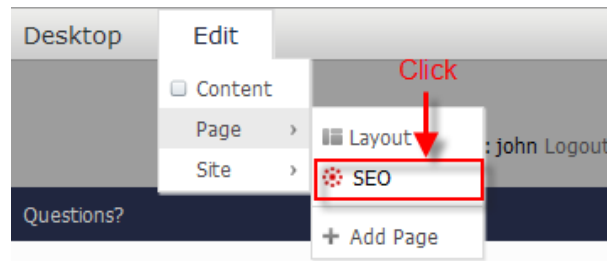 Desktop Edit
Click
Content
Page
Layout
: john Logout
Site
SEO
Questions?
Add Page